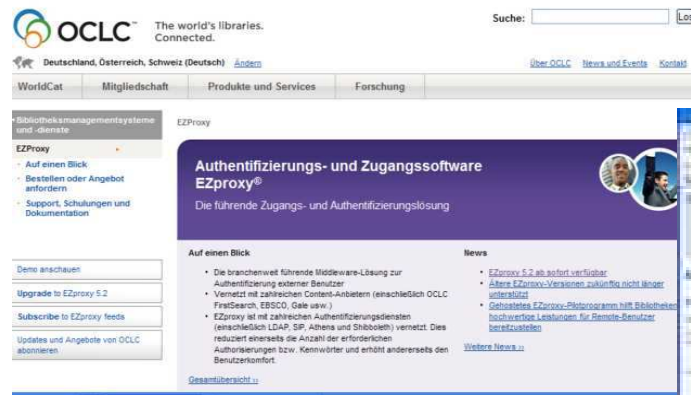 OCLC™
The world's libraries.
Connected.
Suche:
Deutschland, Österreich, Schweiz (Deutsch) Ändern
Über OCLC News und Events Kontakt
WorldCat Mitgliedschaft Produkte und Services Forschung
Bibliotheksmanagementsysteme
und -dienste
EZProxy
Auf einen Blick
Bestellen oder Angebot
anfordern
Support, Schulungen und
Dokumentation
Demo anschauen
Upgrade to EZproxy 5.2
Subscribe to EZproxy feeds
Updates und Angebote von OCLC
abonnieren
EZProxy
Authentifizierungs- und Zugangssoftware
EZproxy®
Die führende Zugangs- und Authentifizierungslösung
Auf einen Blick
• Die branchenweit führende Middleware-Lösung zur
Authentifizierung externer Benutzer
• Vernetzt mit zahlreichen Content-Anbietern (einschließlich OCLC
FirstSearch, EBSCO, Gale usw.)
• EZproxy ist mit zahlreichen Authentifizierungsdiensten
(einschließlich LDAP, SIP, Athens und Shibboleth) vernetzt. Dies
reduziert einerseits die Anzahl der erforderlichen
Authorisierungen bzw. Kennwörter und erhöht andererseits den
Benutzerkomfort.
Gesamtübersicht ››
News
• EZproxy 5.2 ab sofort verfügbar
• Ältere EZproxy-Versionen zukünftig nicht länger
unterstützt
• Gehostetes EZproxy-Pilotprogramm hilft Bibliotheken
hochwertige Leistungen für Remote-Benutzer
bereitzustellen
Weitere News ››